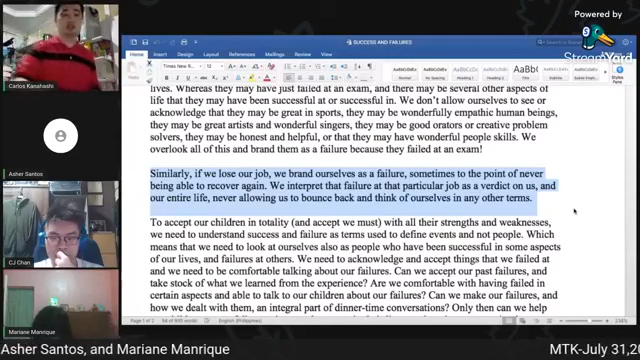 Powered by
StreamYard
Carlos Kanahashi
Asher Santos
CJ Chan
Mariane Manrique
SUCCESS AND FAILURES
Home
Insert
Design
Layout
References
Mailings
Review
View
Times New R...
12
lives. Whereas they may have just failed at an exam, and there may be several other aspects of
life that they may have been successful at or successful in. We don't allow ourselves to see or
acknowledge that they may be great in sports, they may be wonderfully empathic human beings,
they may be great artists and wonderful singers, they may be good orators or creative problem
solvers, they may be honest and helpful, or that they may have wonderful people skills. We
overlook all of this and brand them as a failure because they failed at an exam!
Similarly, if we lose our job, we brand ourselves as a failure, sometimes to the point of never
being able to recover again. We interpret that failure at that particular job as a verdict on us, and
our entire life, never allowing us to bounce back and think of ourselves in any other terms.
To accept our children in totality (and accept we must) with all their strengths and weaknesses,
we need to understand success and failure as terms used to define events and not people. Which
means that we need to look at ourselves also as people who have been successful in some aspects
of our lives, and failures at others. We need to acknowledge and accept things that we failed at
and we need to be comfortable talking about our failures. Can we accept our past failures, and
take stock of what we learned from the experience? Are we comfortable with having failed in
certain aspects and able to talk to our children about our failures? Can we make our failures, and
how we dealt with them, an integral part of dinner-time conversations? Only then can we help
Page 1 of 2
English (Philippines)
Asher Santos, and Mariane Manrique
MTK-July 31,20